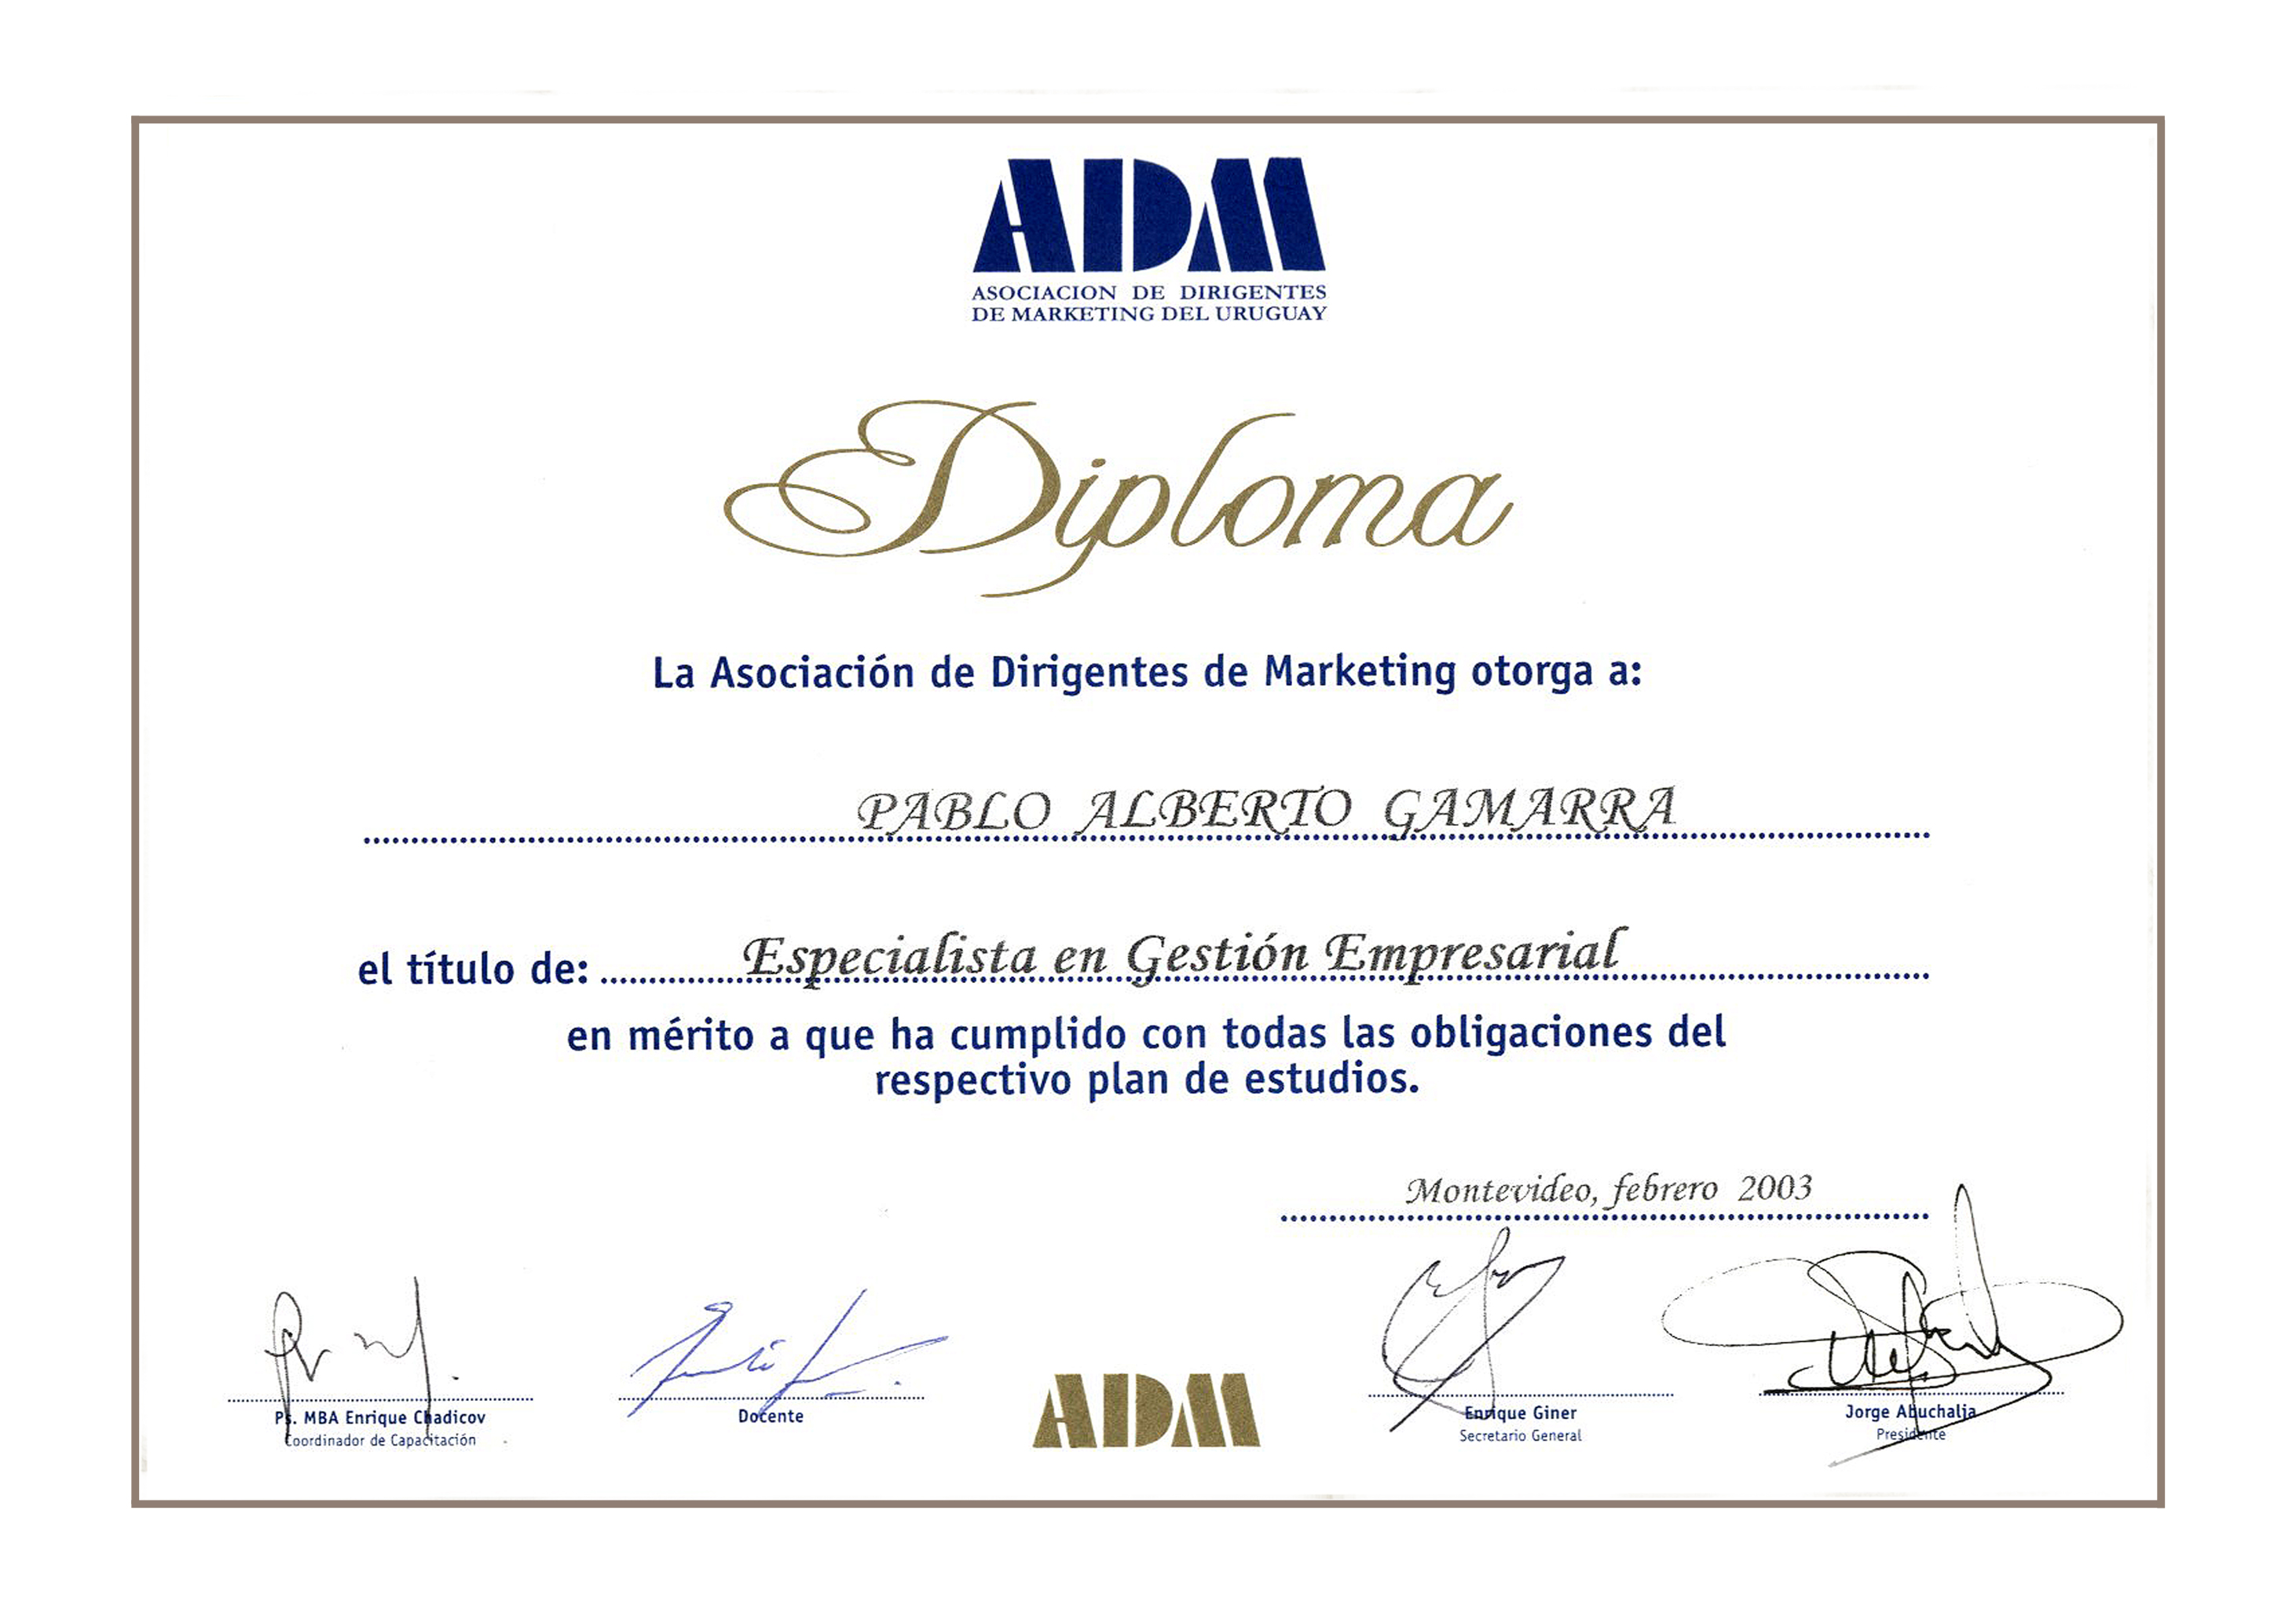 ADM
ASOCIACION DE DIRIGENTES
DE MARKETING DEL URUGUAY
Diploma
La Asociación de Dirigentes de Marketing otorga a:
PABLO ALBERTO GAMARRA
el título de: Especialista en Gestión Empresarial
en mérito a que ha cumplido con todas las obligaciones del
respectivo plan de estudios.
Montevideo, febrero 2003
Ps. MBA Enrique Chadicov
Coordinador de Capacitación
Docente
ADM
Enrique Giner
Secretario General
Jorge Abuchalja
Presidente